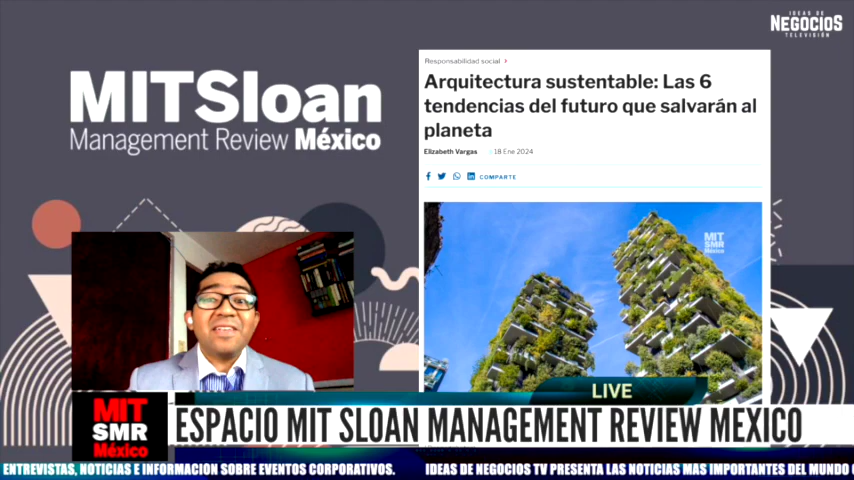 IDEAS DE
NEGOCIOS
TELEVISIÓN
MITSloan
Management Review México
Responsabilidad social
Arquitectura sustentable: Las 6
tendencias del futuro que salvarán al
planeta
Elizabeth Vargas 18 Ene 2024
COMPARTE
MIT
SMR
México
LIVE
MIT
SMR
México
ESPACIO MIT SLOAN MANAGEMENT REVIEW MEXICO
ENTREVISTAS, NOTICIAS E INFORMACION SOBRE EVENTOS CORPORATIVOS. IDEAS DE NEGOCIOS TV PRESENTA LAS NOTICIAS MAS IMPORTANTES DEL MUNDO